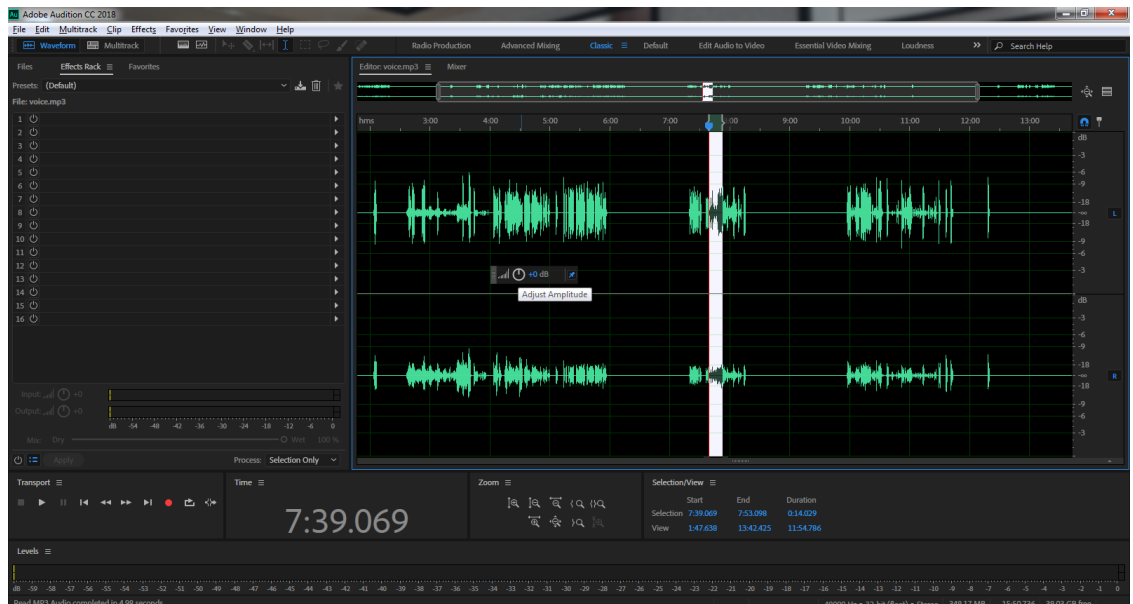 Adobe Audition CC 2018
File Edit Multitrack Clip Effects Favorites View Window Help
Waveform Multitrack Radio Production Advanced Mixing Classic Default Edit Audio to Video Essential Video Mixing Loudness Search Help
Files Effects Rack Favorites
Presets: (Default)
File: voice.mp3
1
2
3
4
5
6
7
8
9
10
11
12
13
14
15
16
Input: +0
Output: +0
dB -54 -48 -42 -36 -30 -24 -18 -12 -6 0
Mix: Dry Wet 100 %
Apply Process: Selection Only
Editor: voice.mp3 Mixer
hms 3:00 4:00 5:00 6:00 7:00 :00 9:00 10:00 11:00 12:00 13:00
dB
-3
-6
-9
-18
-∞ L
-18
-9
-6
-3
+0 dB
Adjust Amplitude
dB
-3
-6
-9
-18
-∞ R
-18
-9
-6
-3
Transport
Time
7:39.069
Zoom
Selection/View
Start End Duration
Selection 7:39.069 7:53.098 0:14.029
View 1:47.638 13:42.425 11:54.786
Levels
dB -59 -58 -57 -56 -55 -54 -53 -52 -51 -50 -49 -48 -47 -46 -45 -44 -43 -42 -41 -40 -39 -38 -37 -36 -35 -34 -33 -32 -31 -30 -29 -28 -27 -26 -25 -24 -23 -22 -21 -20 -19 -18 -17 -16 -15 -14 -13 -12 -11 -10 -9 -8 -7 -6 -5 -4 -3 -2 -1 0
Read MP3 Audio completed in 4.99 seconds